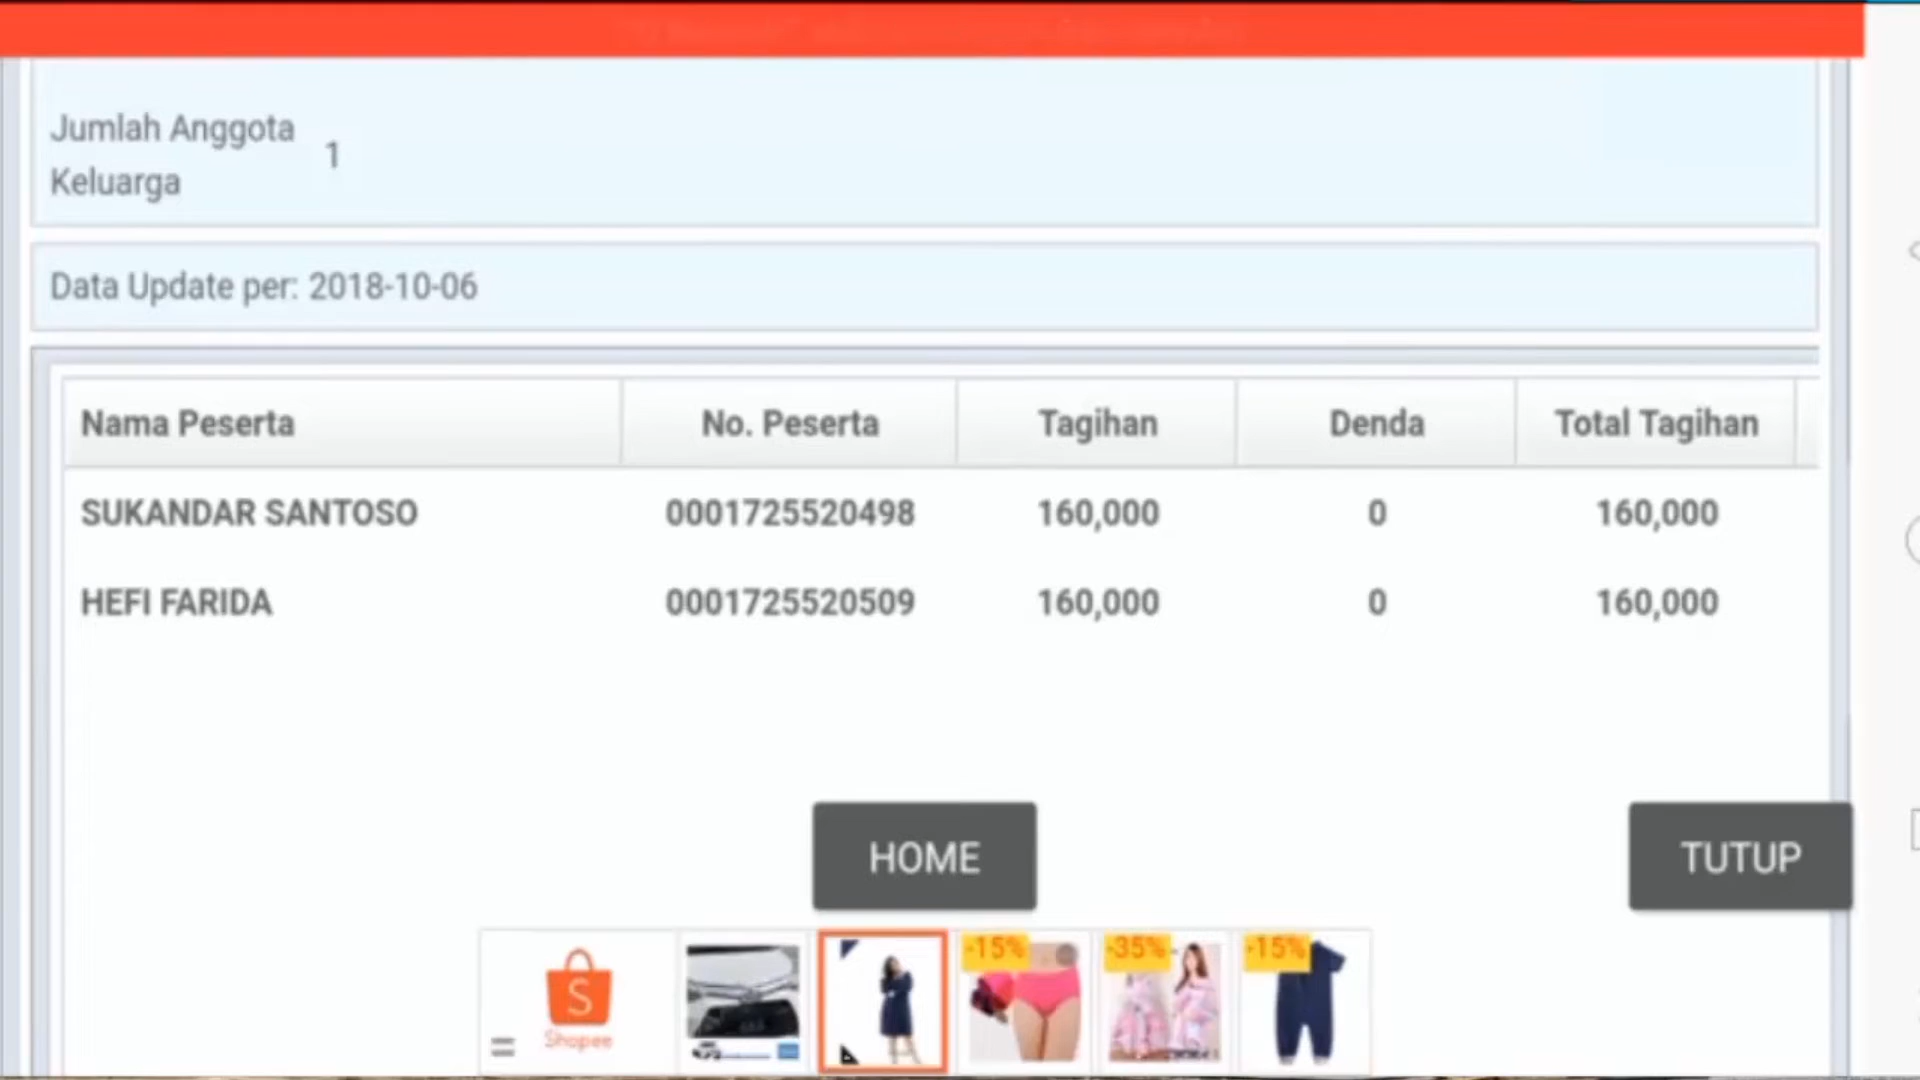 Jumlah Anggota
Keluarga
1
Data Update per: 2018-10-06
Nama Peserta No. Peserta Tagihan Denda Total Tagihan
SUKANDAR SANTOSO 0001725520498 160,000 0 160,000
HEFI FARIDA 0001725520509 160,000 0 160,000
HOME
TUTUP
-15%
-35%
-15%
S
Shopee